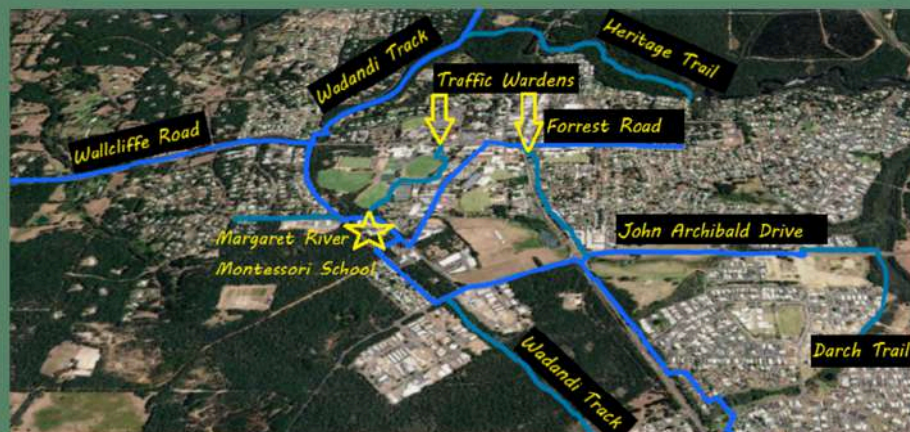 Heritage Trail
Wadandi Track
Traffic Wardens
Forrest Road
Wallcliffe Road
John Archibald Drive
Margaret River
Montessori School
Wadandi Track
Darch Trail